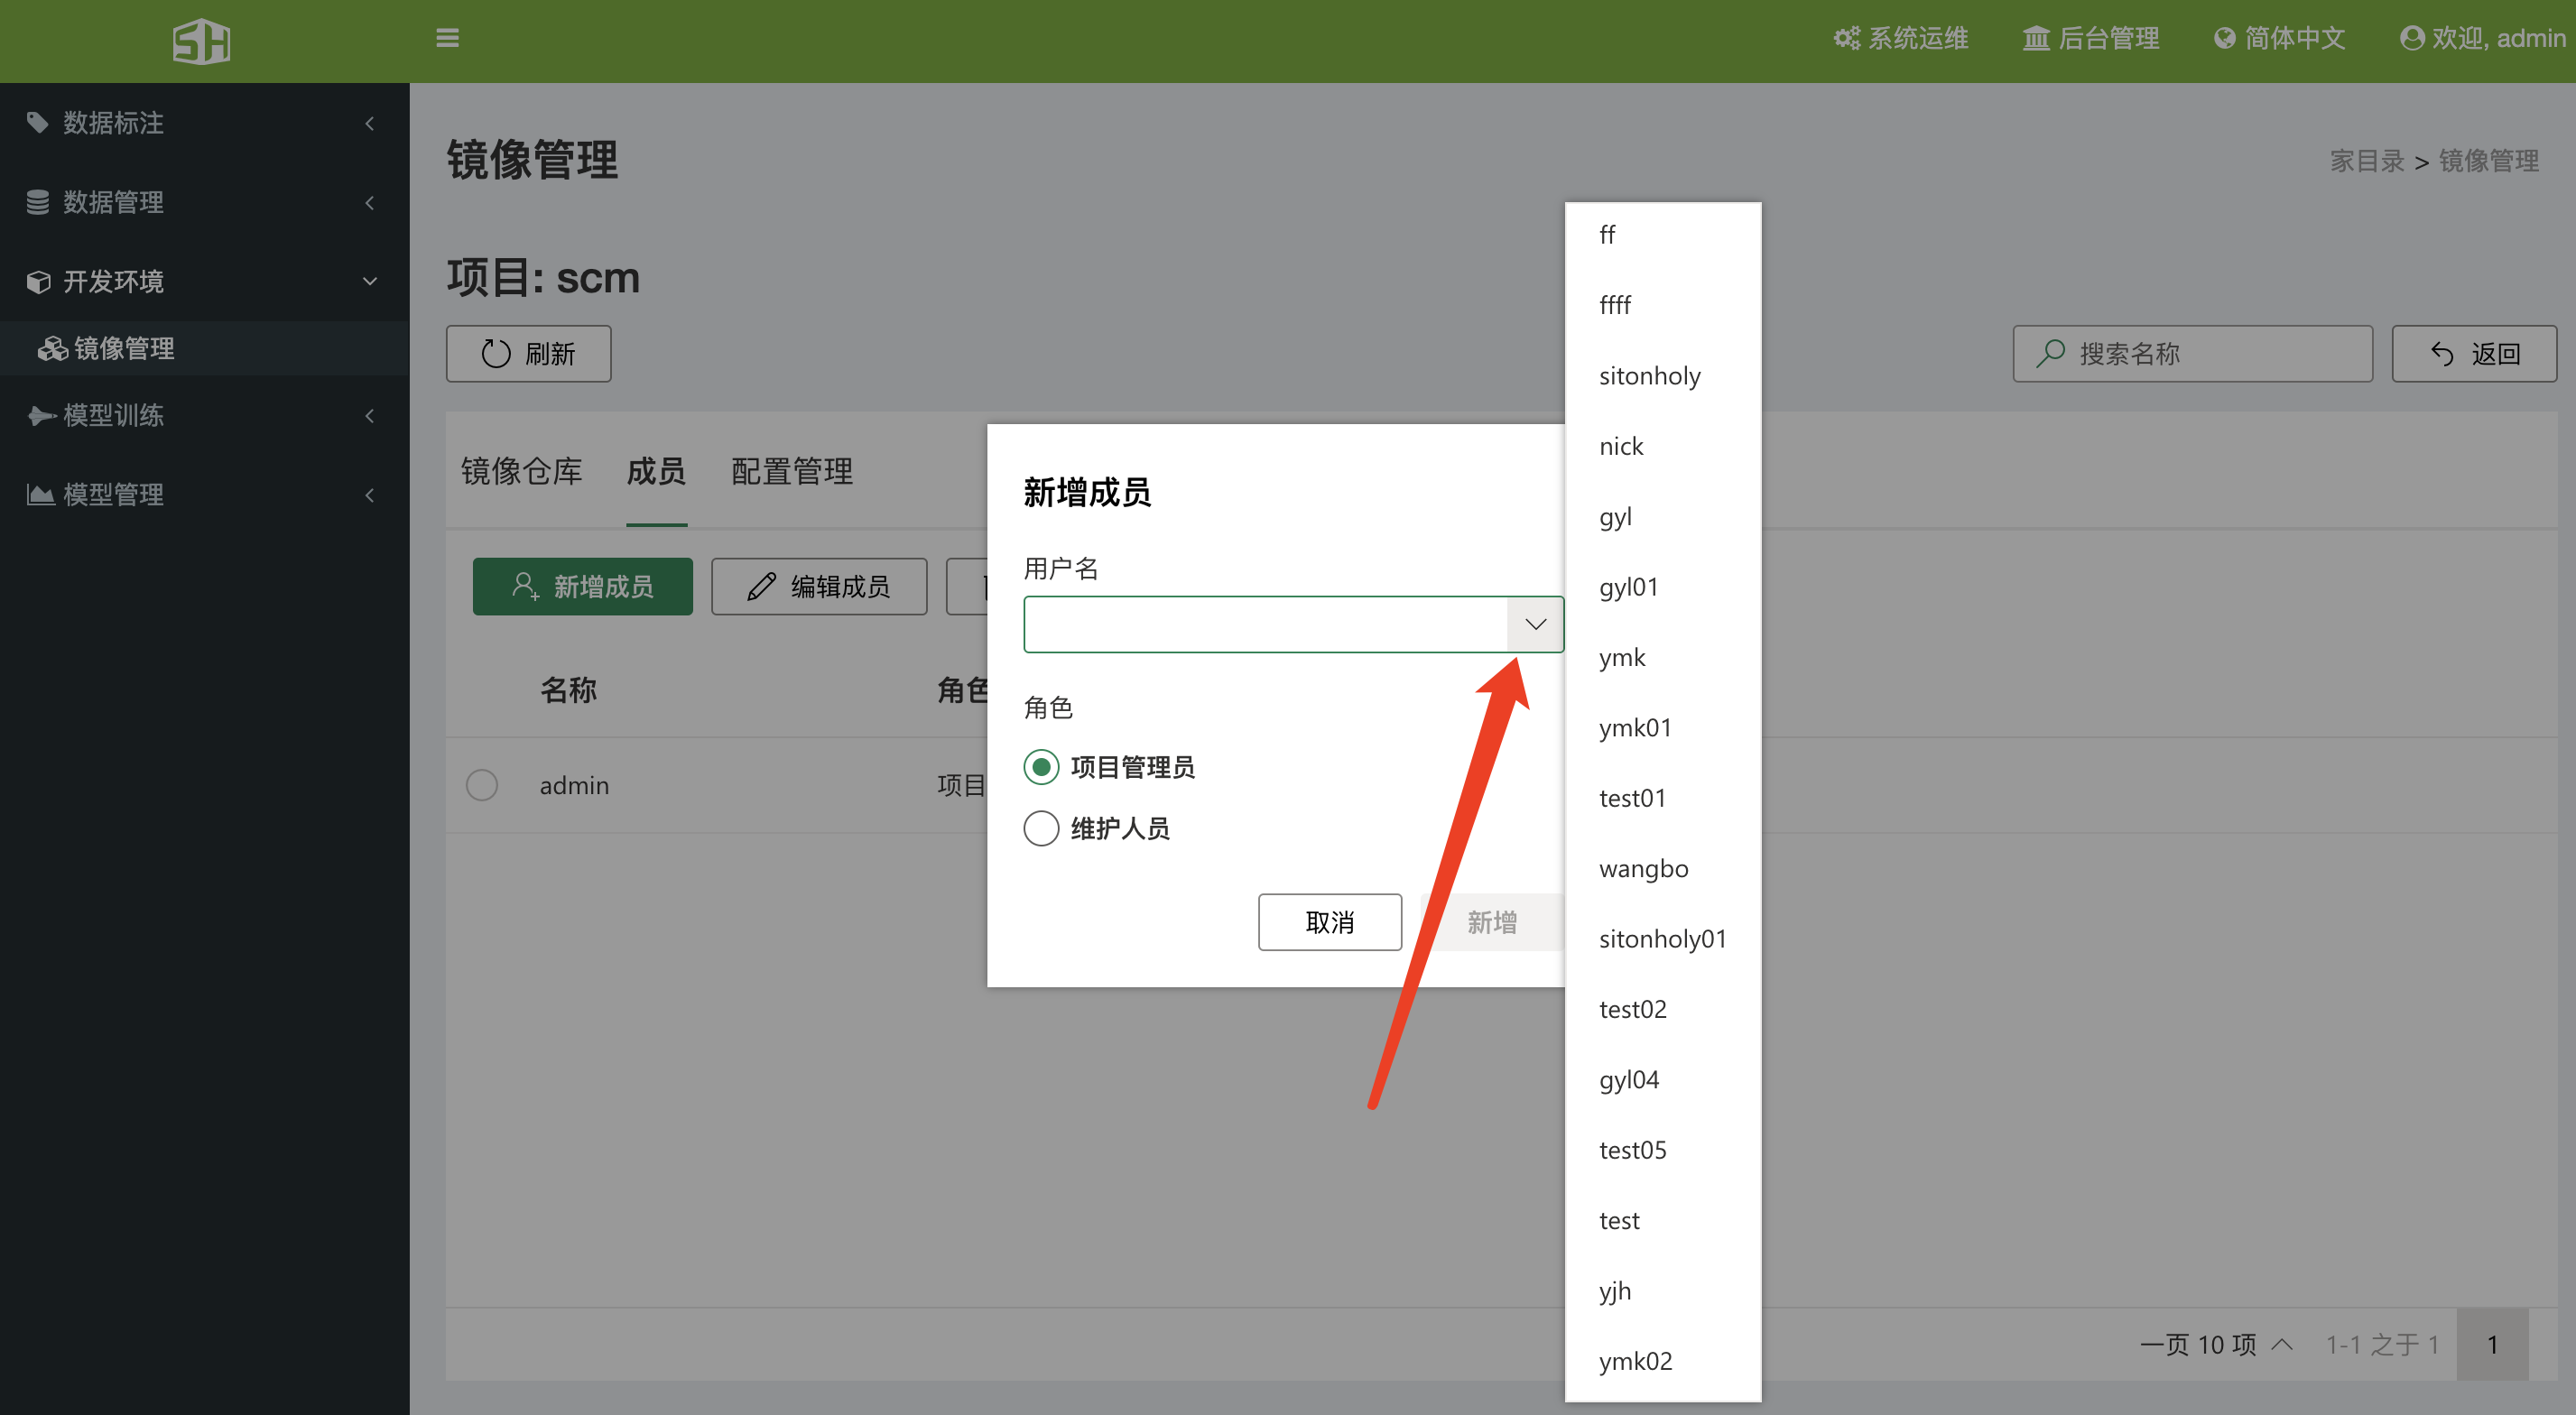 SH
系统运维
后台管理
简体中文
欢迎, admin
数据标注
数据管理
开发环境
镜像管理
模型训练
模型管理
镜像管理
家目录 > 镜像管理
项目: scm
刷新
搜索名称
返回
镜像仓库
成员
配置管理
新增成员
编辑成员
名称
角色
admin
项目
新增成员
用户名
角色
项目管理员
维护人员
取消
新增
ff
ffff
sitonholy
nick
gyl
gyl01
ymk
ymk01
test01
wangbo
sitonholy01
test02
gyl04
test05
test
yjh
ymk02
一页 10 项
1-1 之于 1
1